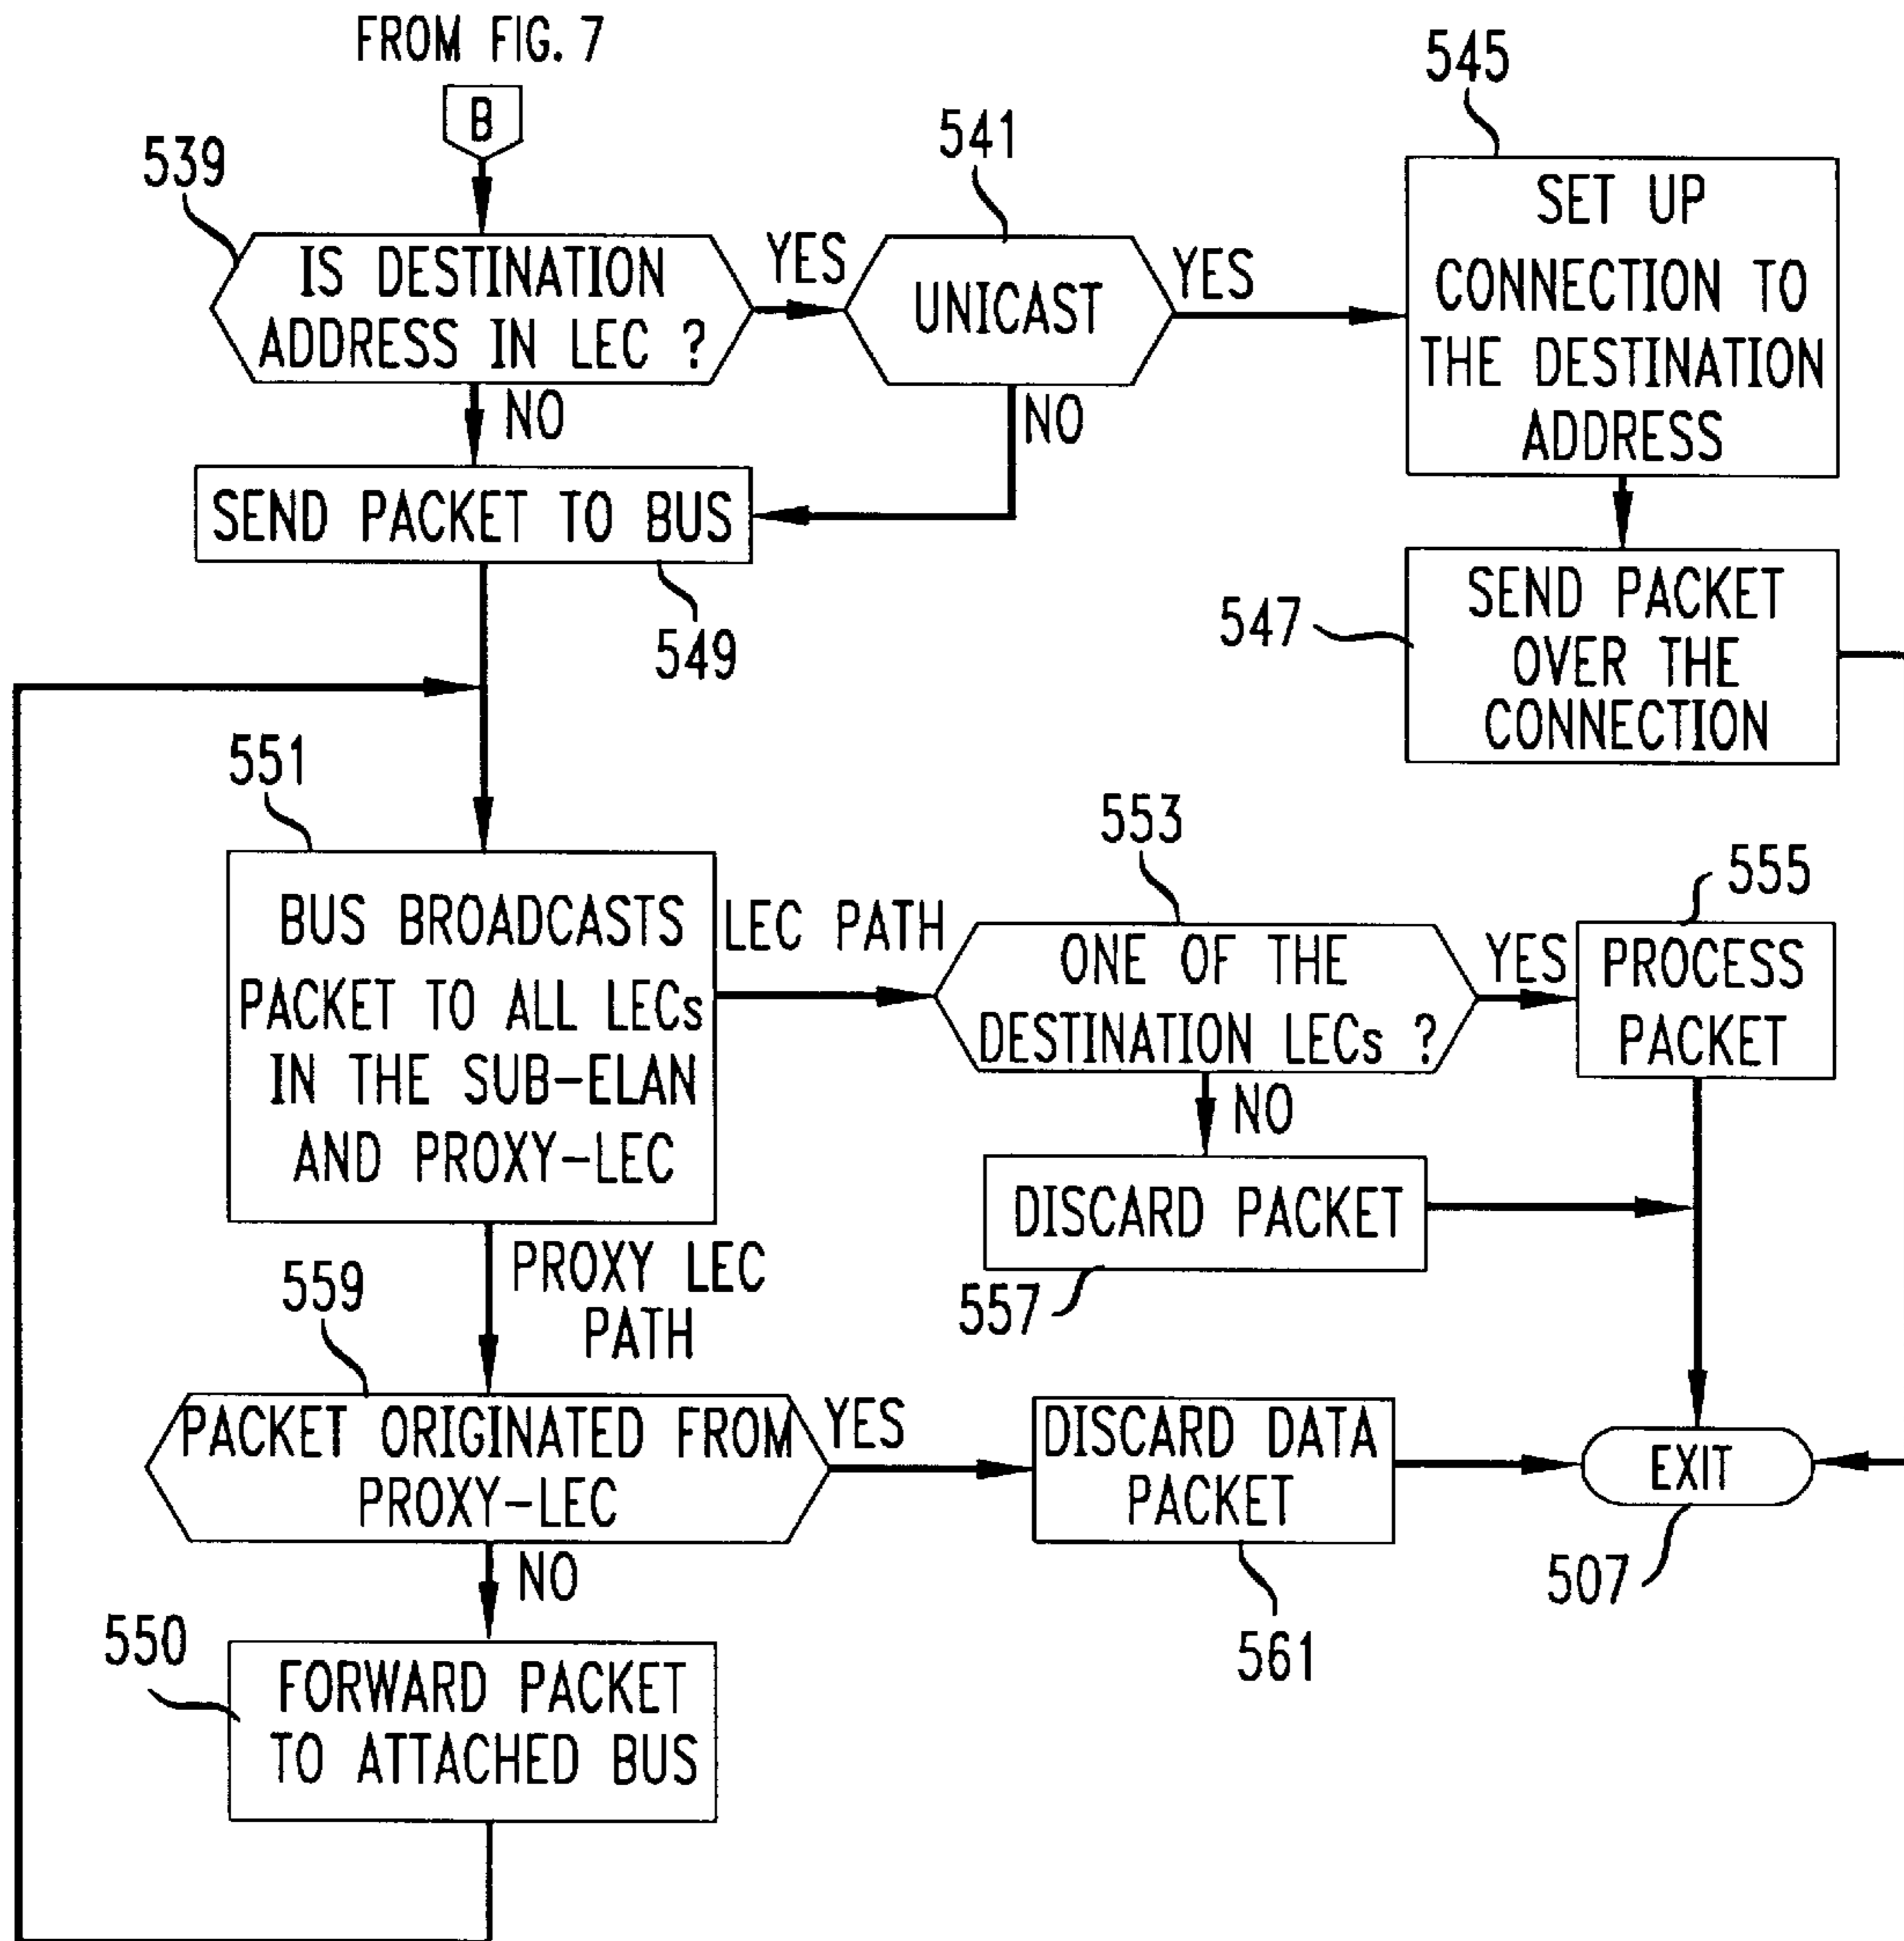 FROM FIG. 7
B
539
IS DESTINATION
ADDRESS IN LEC ?
YES
NO
541
UNICAST
YES
NO
545
SET UP
CONNECTION TO
THE DESTINATION
ADDRESS
SEND PACKET TO BUS
549
547
SEND PACKET
OVER THE
CONNECTION
551
BUS BROADCASTS
PACKET TO ALL LECs
IN THE SUB-ELAN
AND PROXY-LEC
LEC PATH
553
ONE OF THE
DESTINATION LECs ?
YES
NO
555
PROCESS
PACKET
DISCARD PACKET
557
PROXY LEC
PATH
559
PACKET ORIGINATED FROM
PROXY-LEC
YES
NO
DISCARD DATA
PACKET
561
EXIT
507
550
FORWARD PACKET
TO ATTACHED BUS